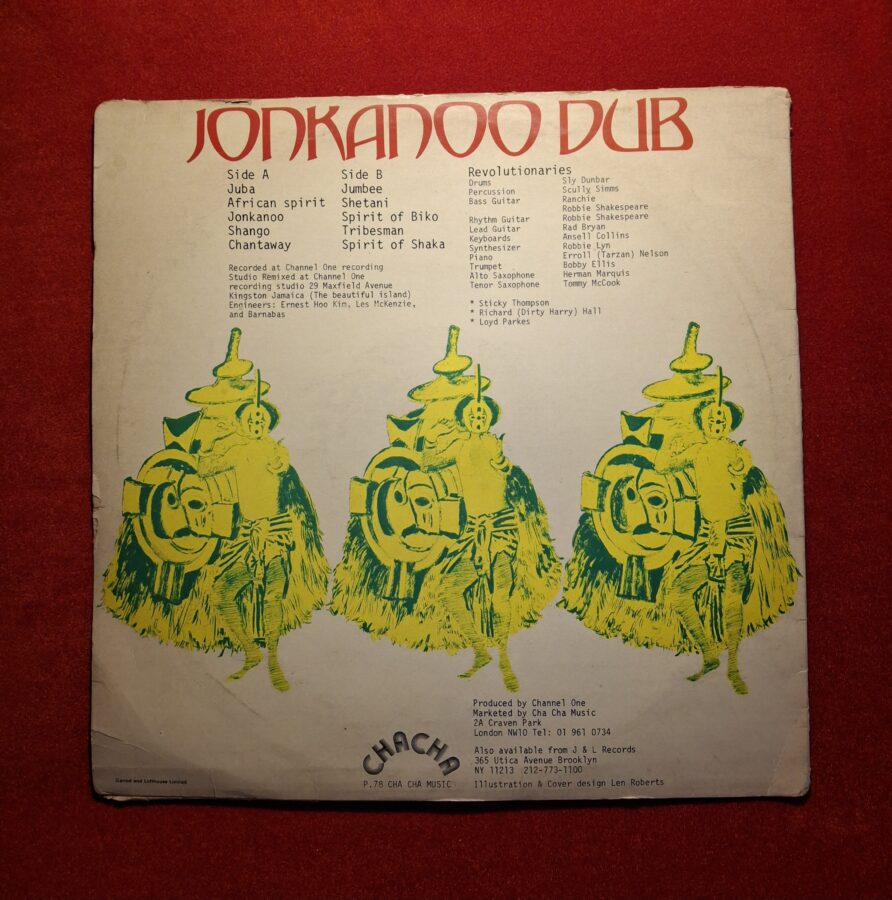 JONKANOO DUB
Side A
Juba
African spirit
Jonkanoo
Shango
Chantaway
Side B
Jumbee
Shetani
Spirit of Biko
Tribesman
Spirit of Shaka
Recorded at Channel One recording
Studio Remixed at Channel One
recording studio 29 Maxfield Avenue
Kingston Jamaica (The beautiful island)
Engineers: Ernest Hoo Kim, Les McKenzie,
and Barnabas
Revolutionaries
Drums
Percussion
Bass Guitar
Rhythm Guitar
Lead Guitar
Keyboards
Synthesizer
Piano
Trumpet
Alto Saxophone
Tenor Saxophone
Sly Dunbar
Scully Simms
Ranchie
Robbie Shakespeare
Robbie Shakespeare
Rad Bryan
Ansell Collins
Robbie Lyn
Erroll (Tarzan) Nelson
Bobby Ellis
Herman Marquis
Tommy McCook
* Sticky Thompson
* Richard (Dirty Harry) Hall
* Loyd Parkes
Produced by Channel One
Marketed by Cha Cha Music
2A Craven Park
London NW10 Tel: 01 961 0734
Also available from J & L Records
365 Utica Avenue Brooklyn
NY 11213 212-773-1100
Illustration & Cover design Len Roberts
CHACHA
P.78 CHA CHA MUSIC
Garrod and Lofthouse Limited